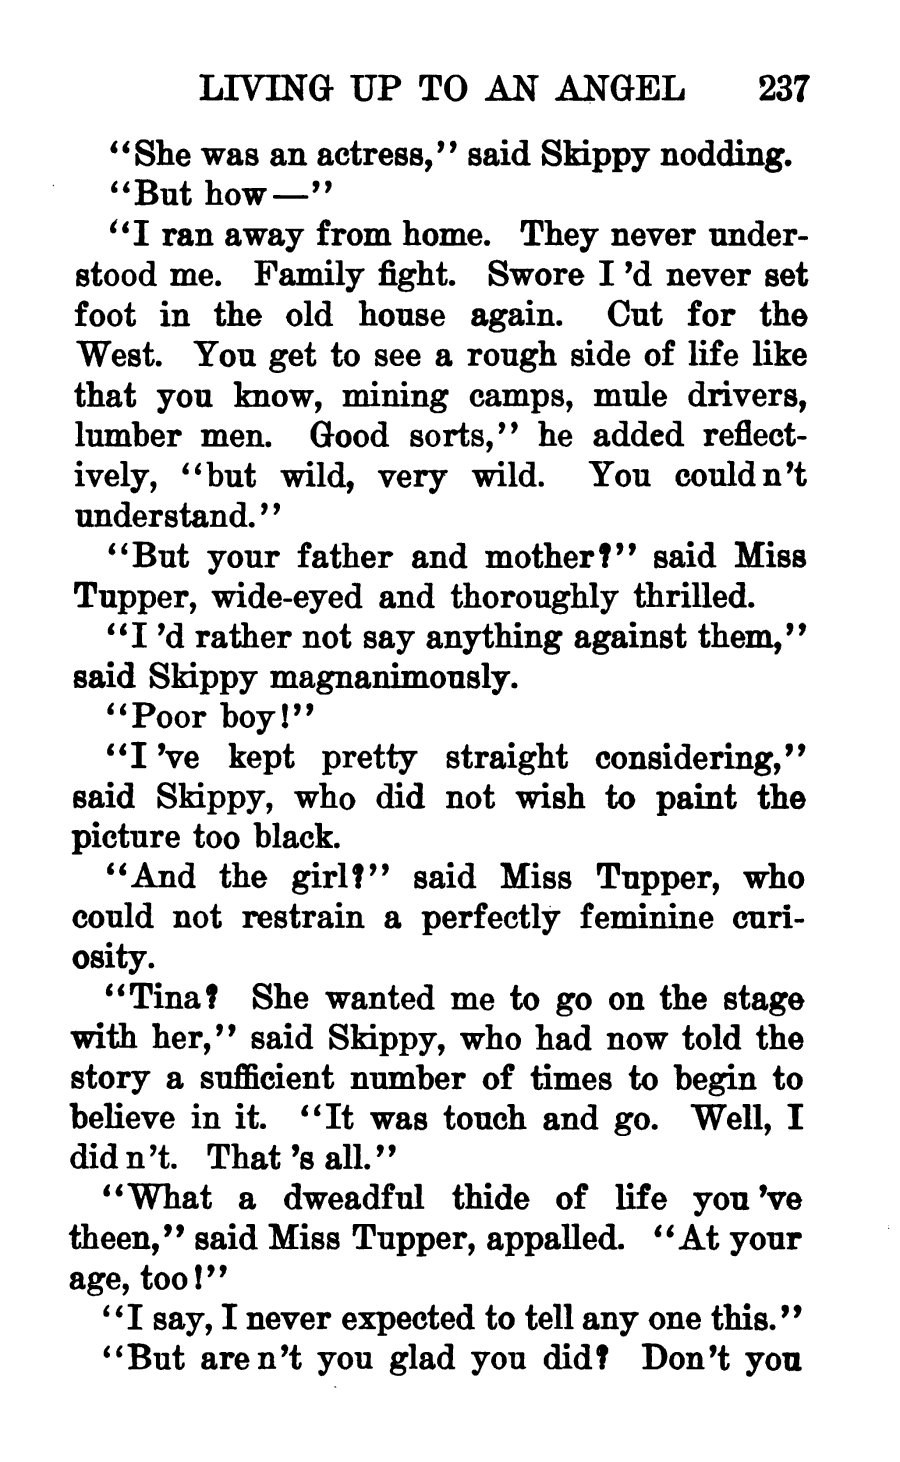 LIVING UP TO AN ANGEL 237
"She was an actress," said Skippy nodding.
"But how—"
"I ran away from home. They never under-
stood me. Family fight. Swore I 'd never set
foot in the old house again. Cut for the
West. You get to see a rough side of life like
that you know, mining camps, mule drivers,
lumber men. Good sorts," he added reflect-
ively, "but wild, very wild. You could n't
understand."
"But your father and mother?" said Miss
Tupper, wide-eyed and thoroughly thrilled.
"I 'd rather not say anything against them,"
said Skippy magnanimously.
"Poor boy!"
"I 've kept pretty straight considering,"
said Skippy, who did not wish to paint the
picture too black.
"And the girl?" said Miss Tupper, who
could not restrain a perfectly feminine curi-
osity.
"Tina? She wanted me to go on the stage
with her," said Skippy, who had now told the
story a sufficient number of times to begin to
believe in it. "It was touch and go. Well, I
did n't. That 's all."
"What a dweadful thide of life you 've
theen," said Miss Tupper, appalled. "At your
age, too!"
"I say, I never expected to tell any one this."
"But are n't you glad you did? Don't you